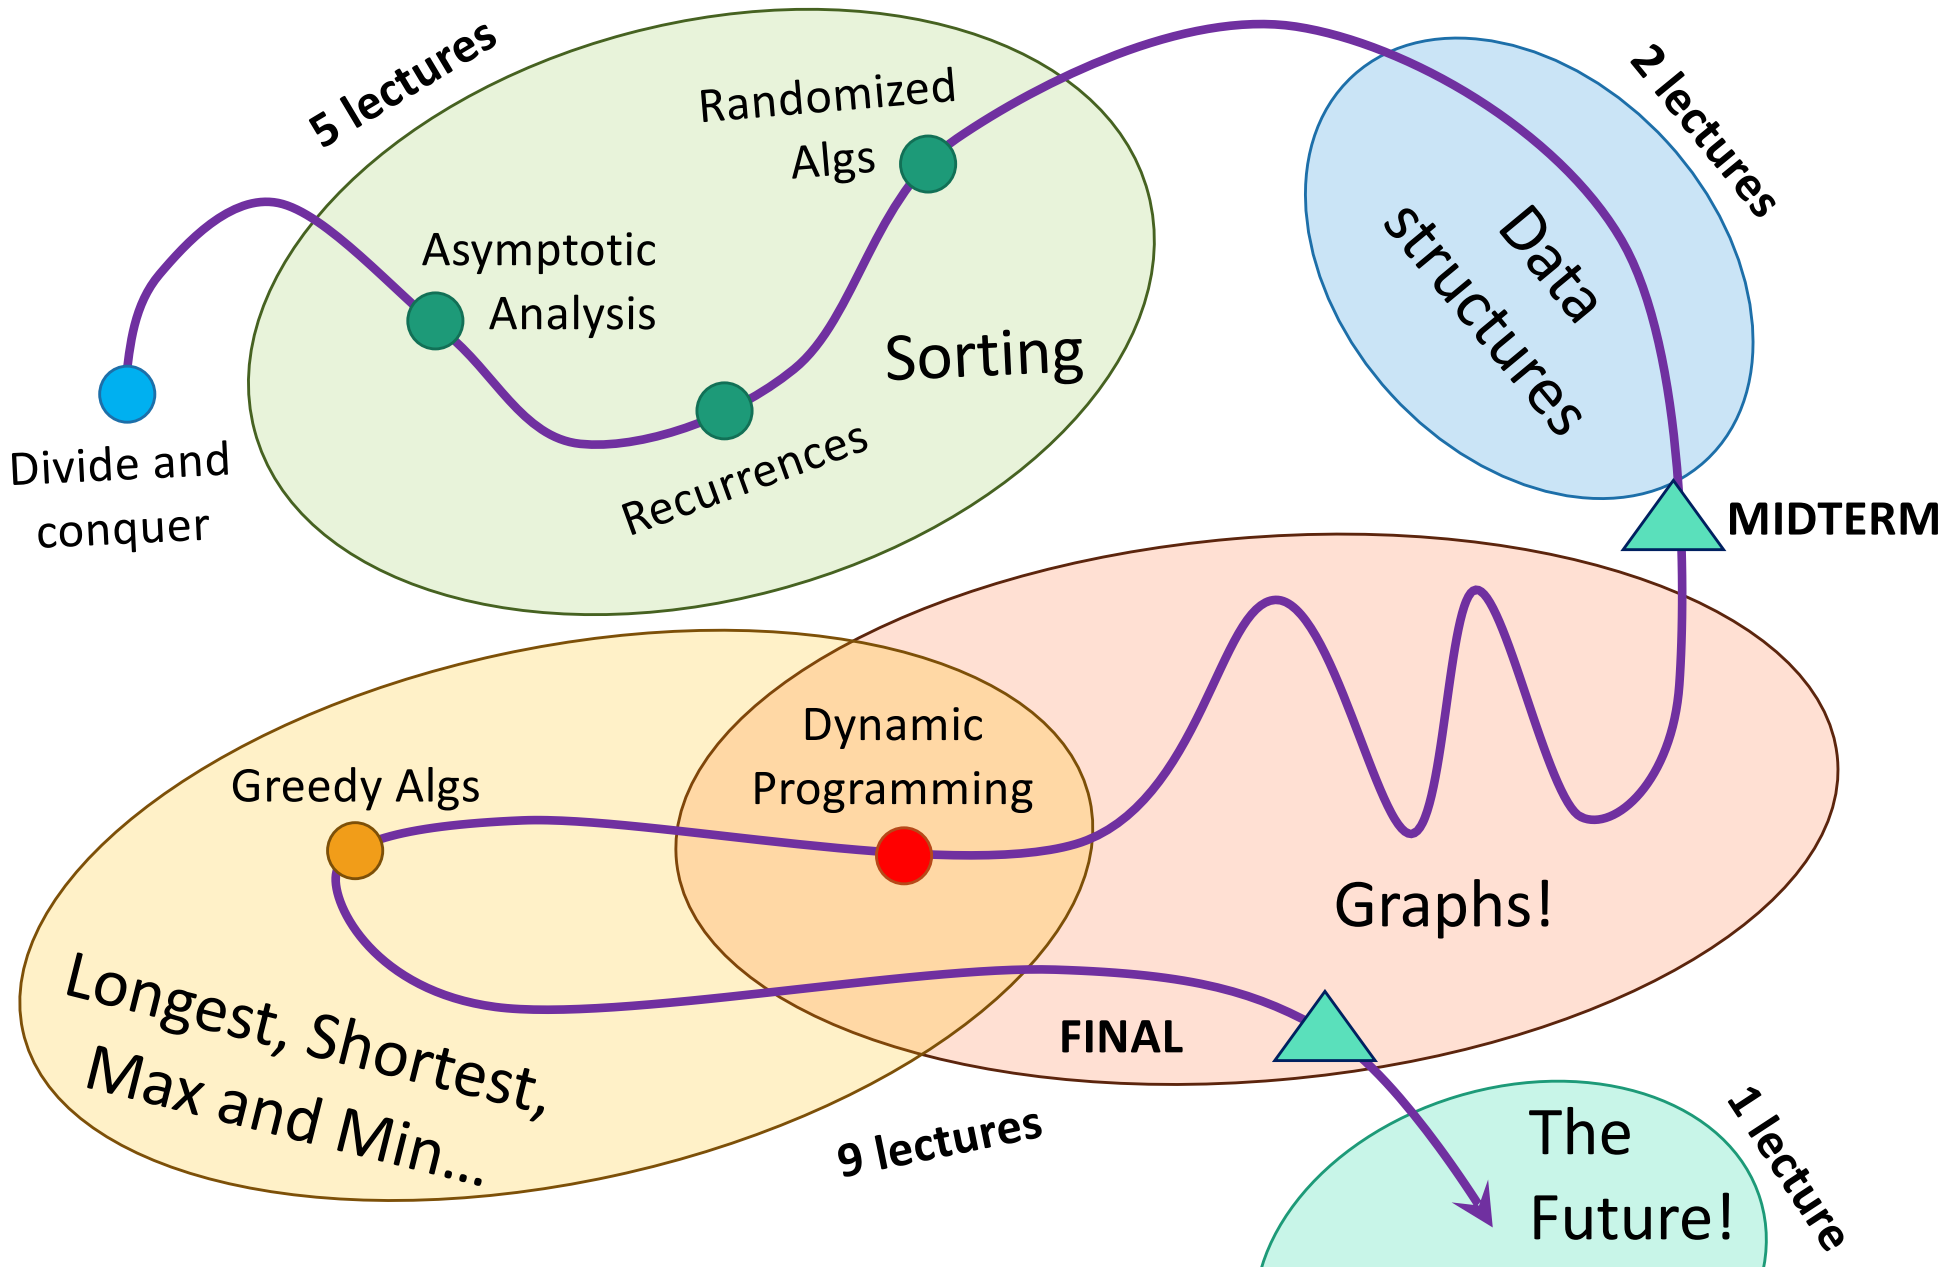 5 lectures
Randomized
Algs
Asymptotic
Analysis
Sorting
Recurrences
Divide and
conquer
2 lectures
Data
structures
MIDTERM
Dynamic
Programming
Greedy Algs
Graphs!
Longest, Shortest,
Max and Min...
FINAL
9 lectures
The
Future!
1 lecture